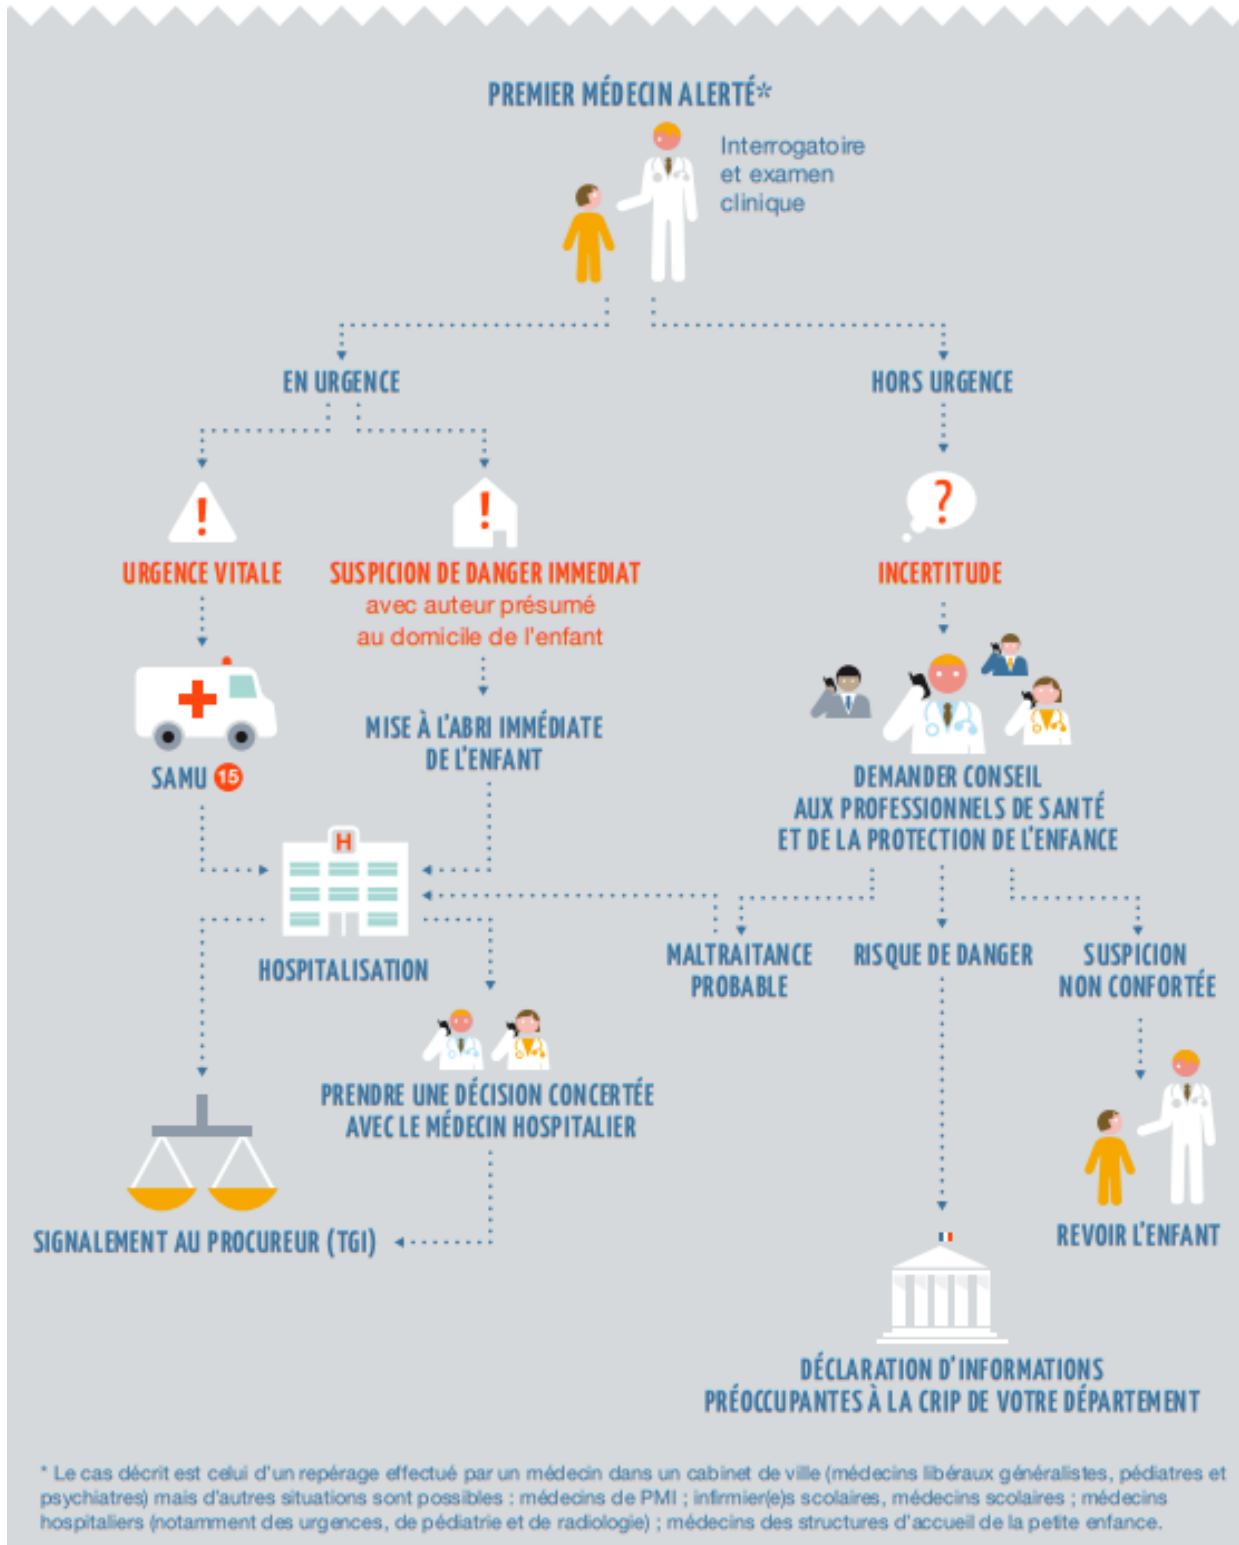 PREMIER MÉDECIN ALERTÉ*
Interrogatoire
et examen
clinique
EN URGENCE
HORS URGENCE
!
!
?
URGENCE VITALE
SUSPICION DE DANGER IMMEDIAT
avec auteur présumé
au domicile de l'enfant
INCERTITUDE
SAMU 15
MISE À L'ABRI IMMÉDIATE
DE L'ENFANT
DEMANDER CONSEIL
AUX PROFESSIONNELS DE SANTÉ
ET DE LA PROTECTION DE L'ENFANCE
H
HOSPITALISATION
MALTRAITANCE
PROBABLE
RISQUE DE DANGER
SUSPICION
NON CONFORTÉE
PRENDRE UNE DÉCISION CONCERTÉE
AVEC LE MÉDECIN HOSPITALIER
SIGNALEMENT AU PROCUREUR (TGI)
REVOIR L'ENFANT
DÉCLARATION D'INFORMATIONS
PRÉOCCUPANTES À LA CRIP DE VOTRE DÉPARTEMENT
* Le cas décrit est celui d'un repérage effectué par un médecin dans un cabinet de ville (médecins libéraux généralistes, pédiatres et
psychiatres) mais d'autres situations sont possibles : médecins de PMI ; infirmier(e)s scolaires, médecins scolaires ; médecins
hospitaliers (notamment des urgences, de pédiatrie et de radiologie) ; médecins des structures d'accueil de la petite enfance.